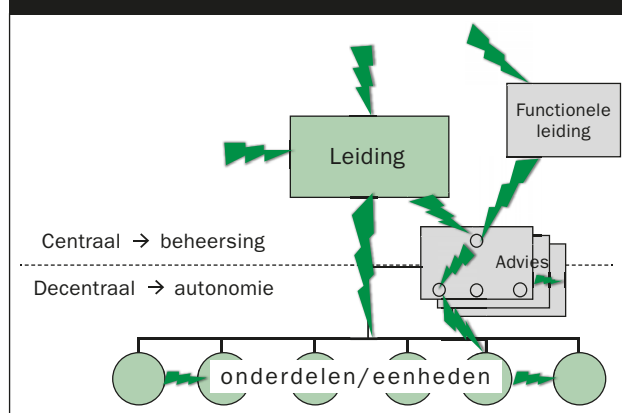 Functionele
leiding
Leiding
Centraal → beheersing
Advies
Decentraal → autonomie
onderdelen/eenheden